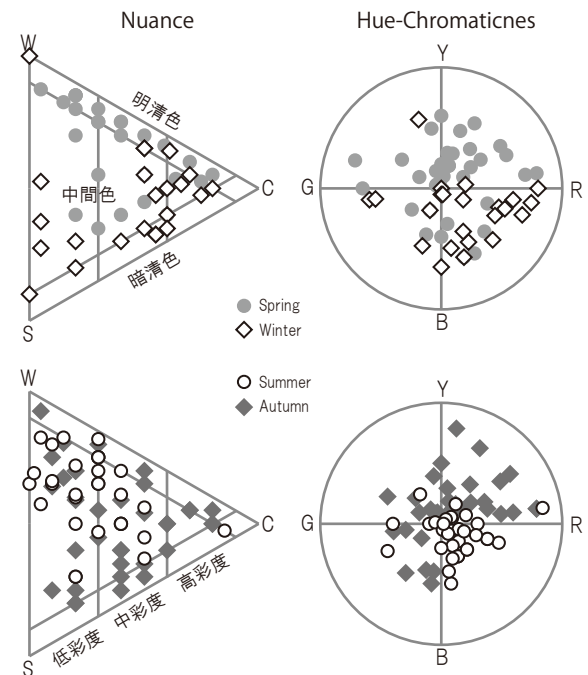 Nuance
Hue-Chromaticnes
W
Y
明清色
中間色
C
G
R
暗清色
S
B
Spring
Winter
Summer
Autumn
W
Y
C
G
R
高彩度
中彩度
低彩度
S
B